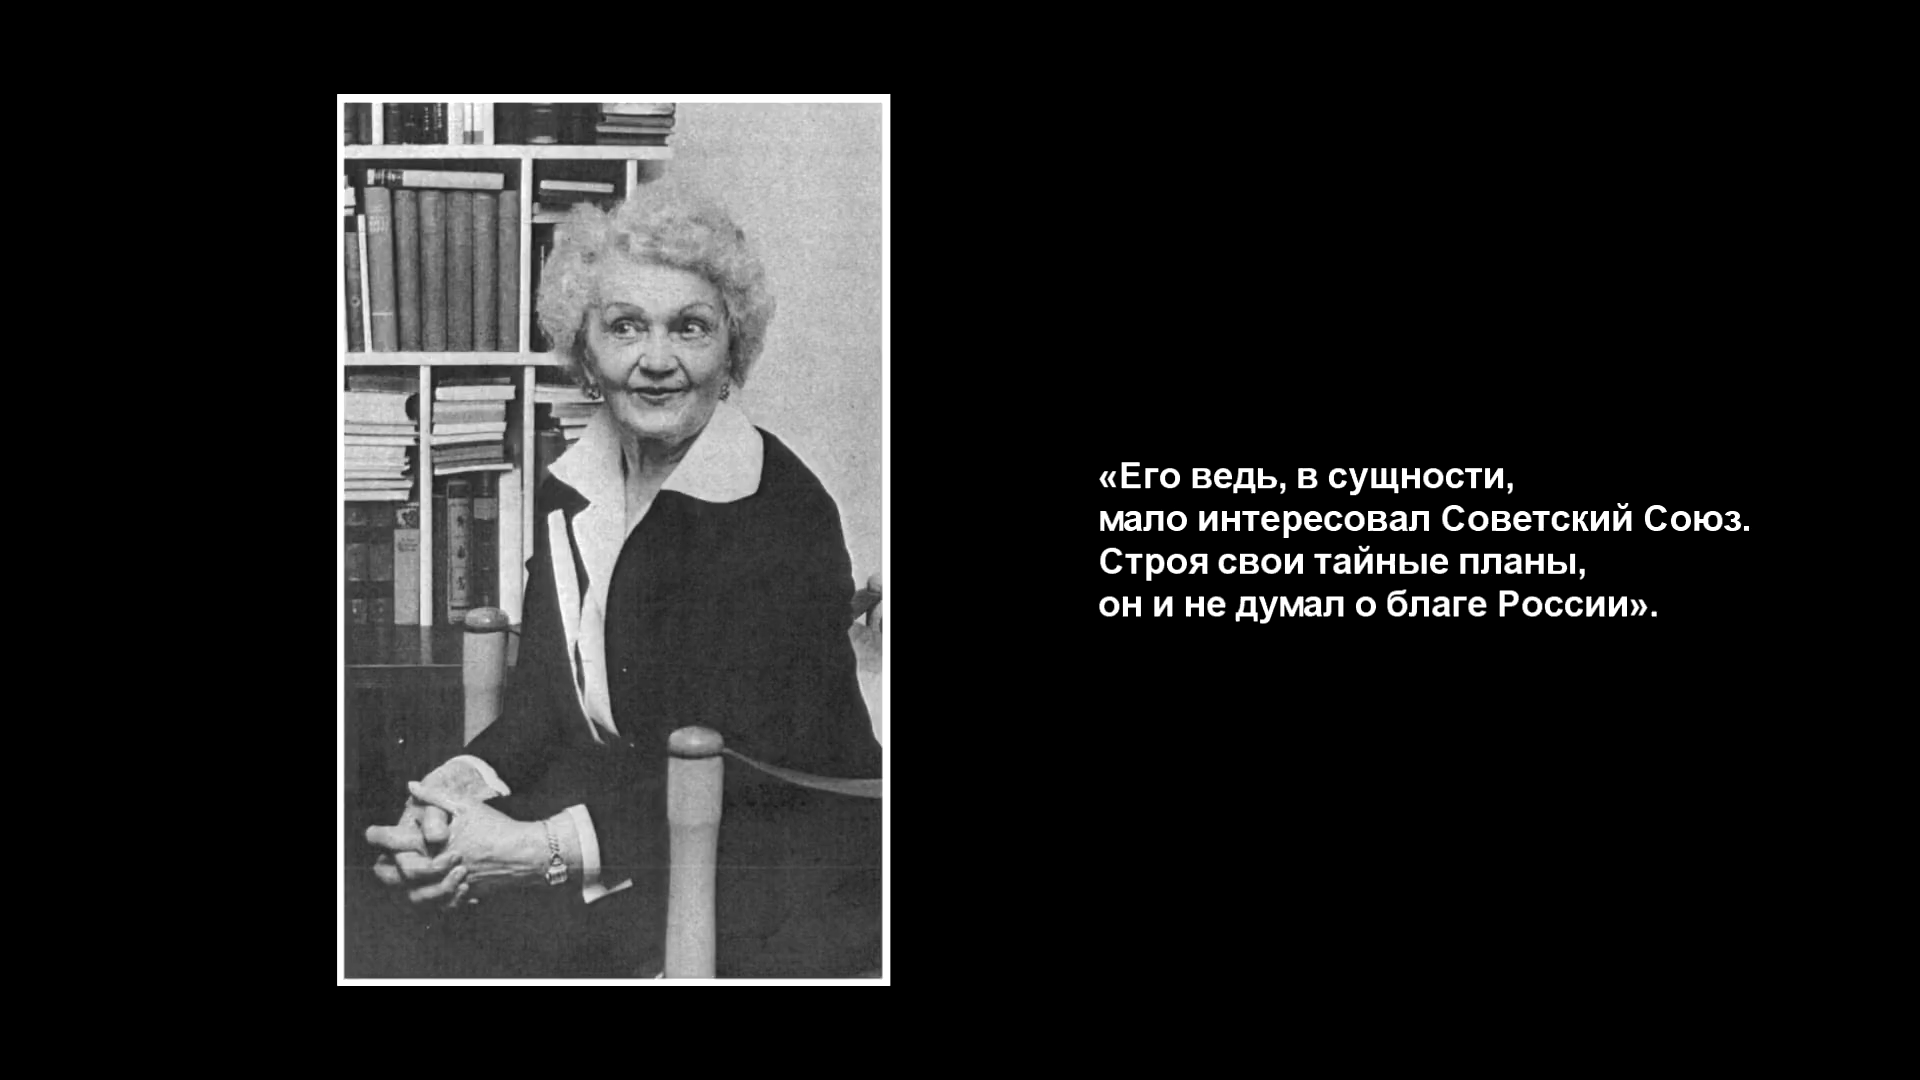 «Его ведь, в сущности,
мало интересовал Советский Союз.
Строя свои тайные планы,
он и не думал о благе России».